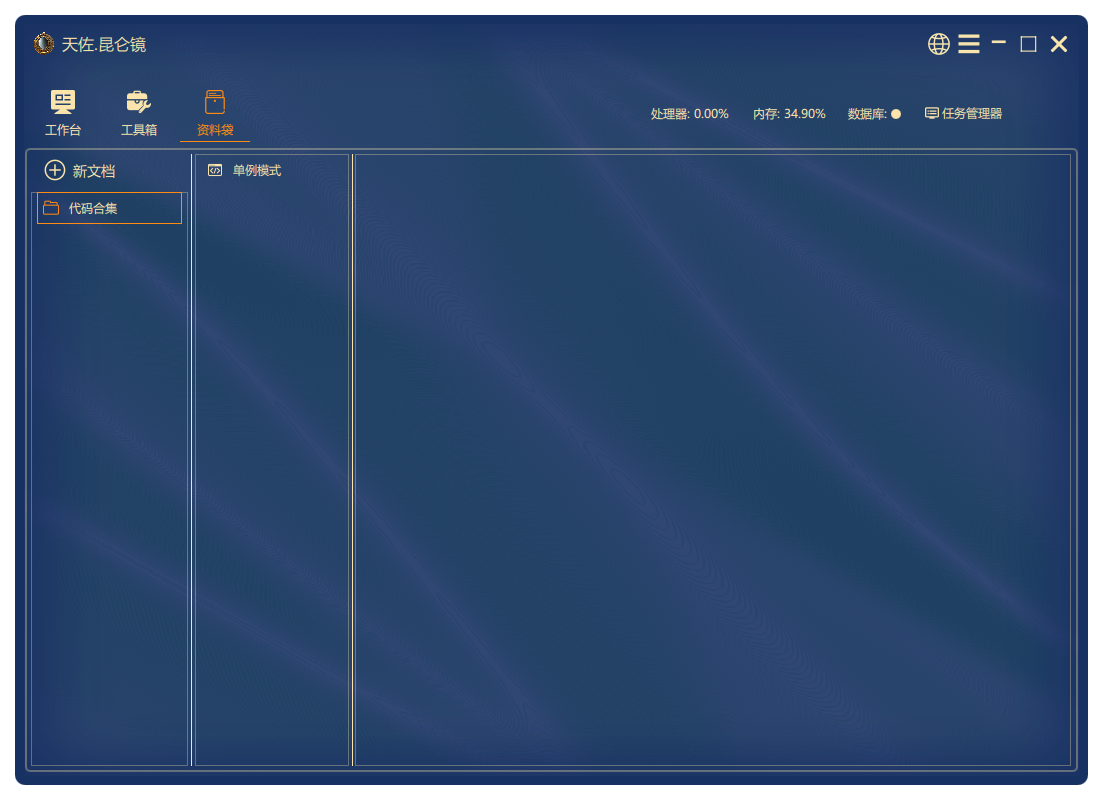 天佐.昆仑镜
工作台 工具箱 资料袋
处理器: 0.00% 内存: 34.90% 数据库: 任务管理器
新文档 单例模式
代码合集